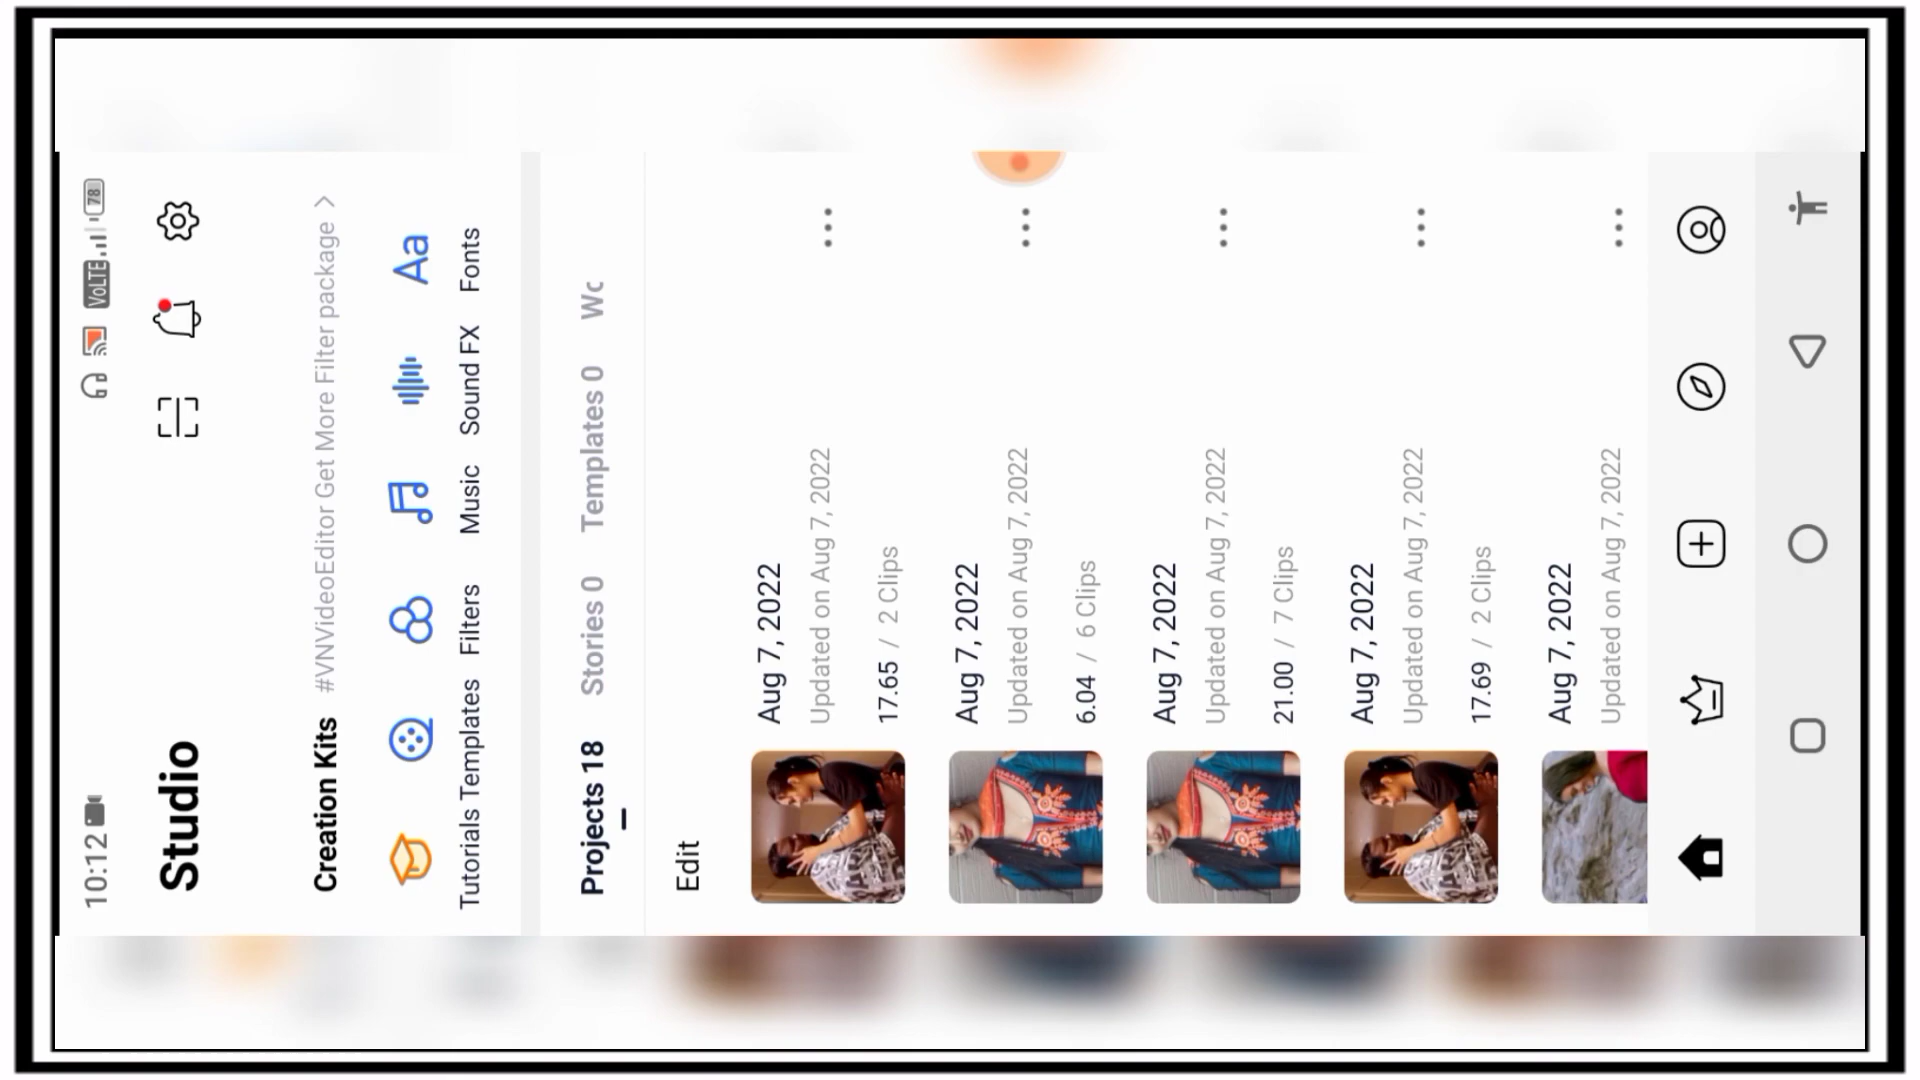 10:12
VoLTE 78
Studio
Creation Kits #VNVideoEditor Get More Filter package >
Tutorials Templates Filters Music Sound FX Fonts
Projects 18 Stories 0 Templates 0 Wc
Edit
Aug 7, 2022
Updated on Aug 7, 2022
17.65 / 2 Clips
Aug 7, 2022
Updated on Aug 7, 2022
6.04 / 6 Clips
Aug 7, 2022
Updated on Aug 7, 2022
21.00 / 7 Clips
Aug 7, 2022
Updated on Aug 7, 2022
17.69 / 2 Clips
Aug 7, 2022
Updated on Aug 7, 2022